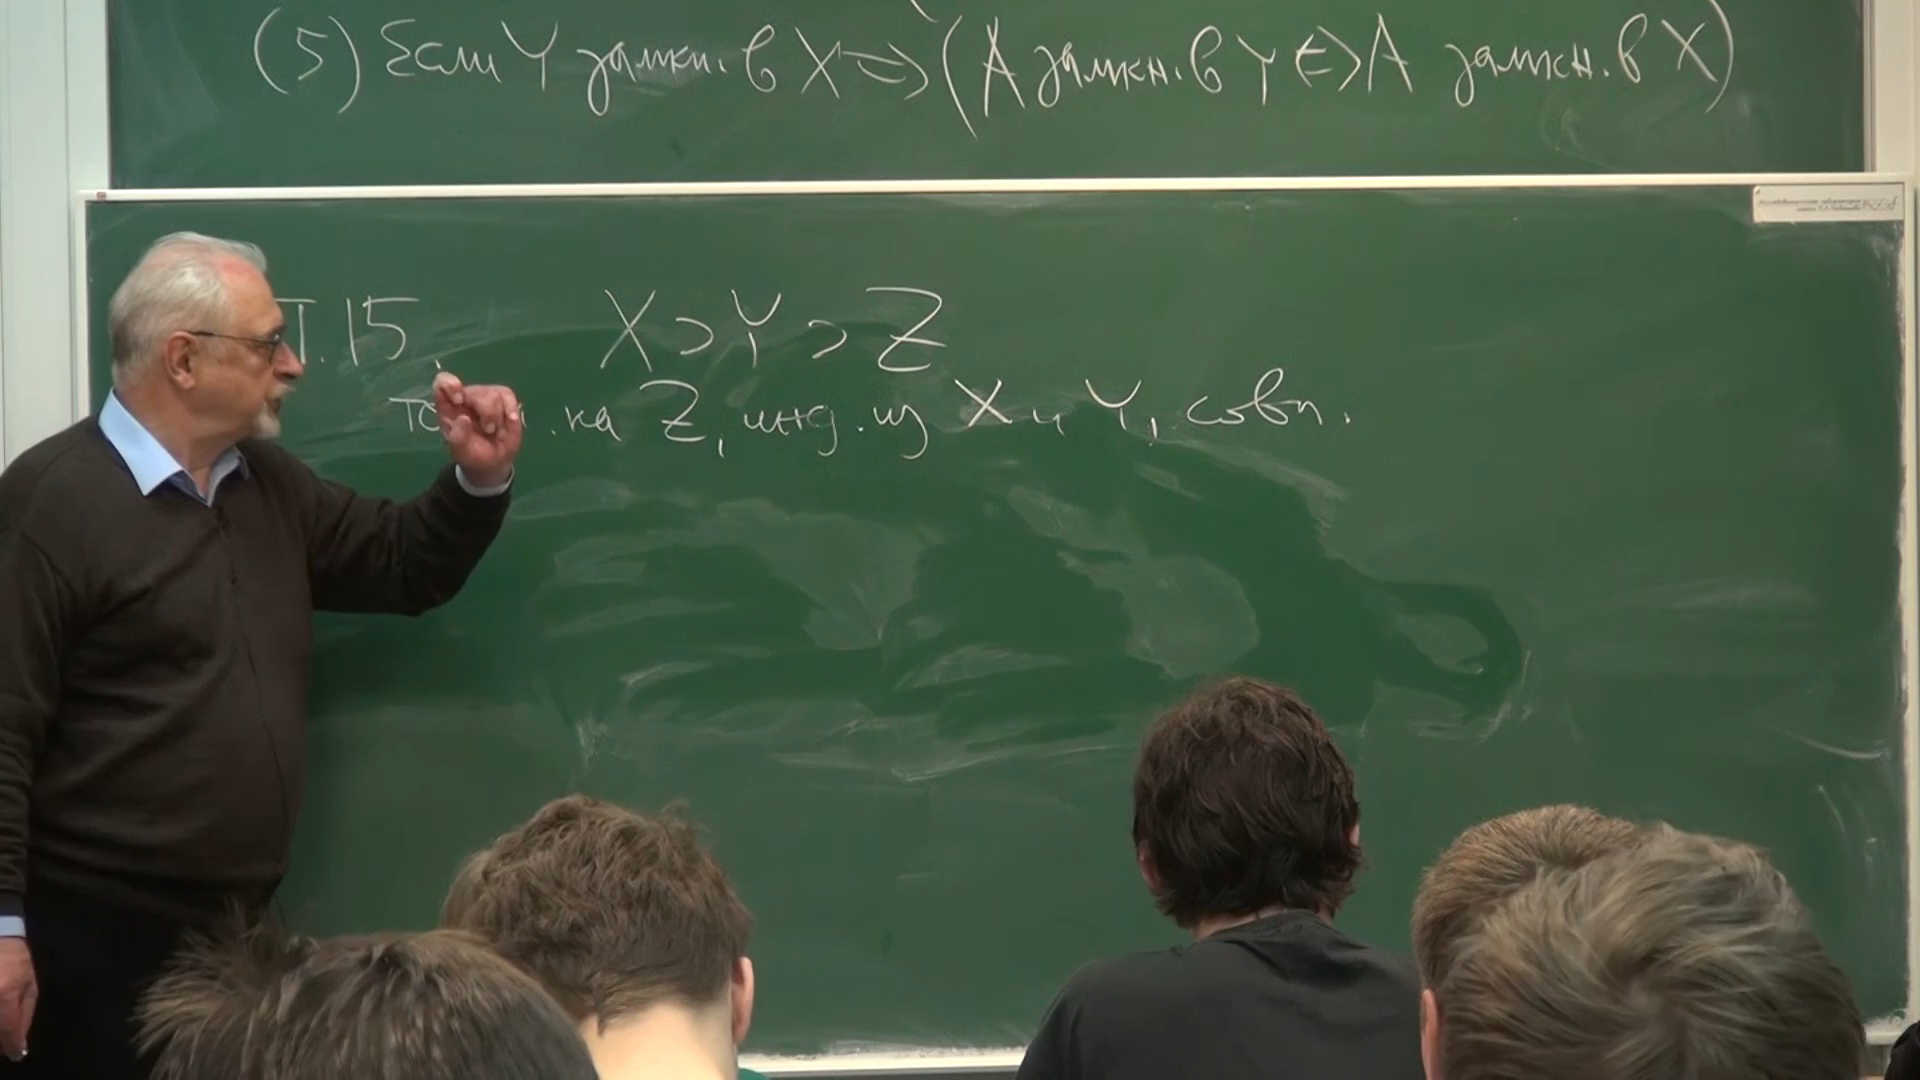 (5) Если Y замкн. в X ⇒ (A замкн. в Y ⇔ A замкн. в X)
Т.15. X ⊃ Y ⊃ Z
на Z, инд. из X и Y, совп.